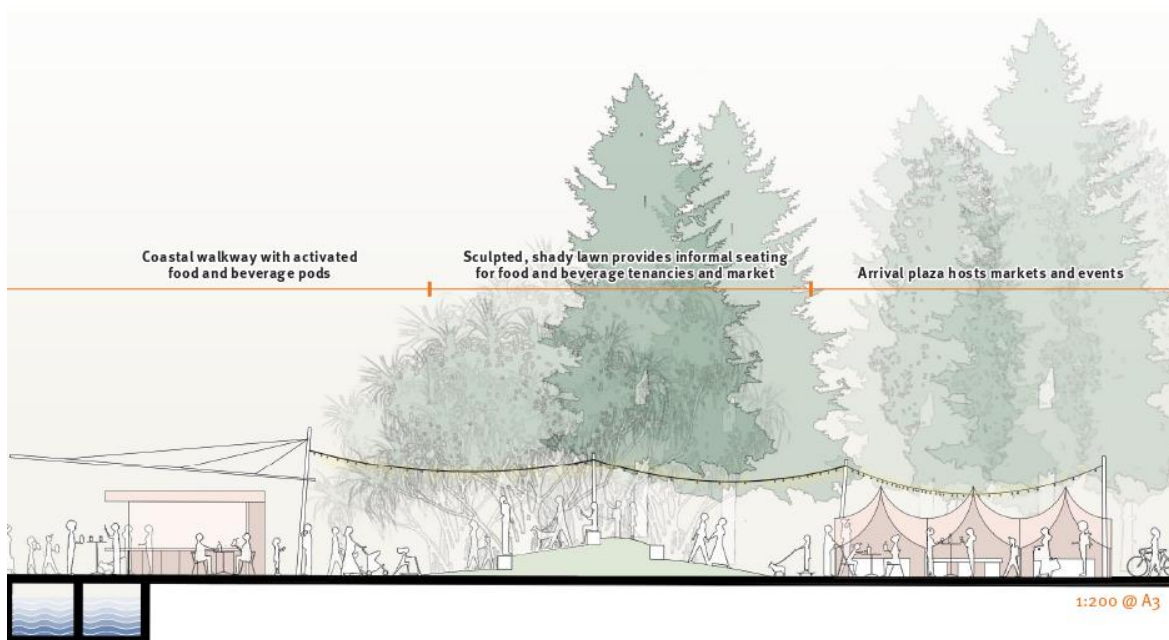 Coastal walkway with activated
food and beverage pods
Sculpted, shady lawn provides informal seating
for food and beverage tenancies and market
Arrival plaza hosts markets and events
1:200 @ A3